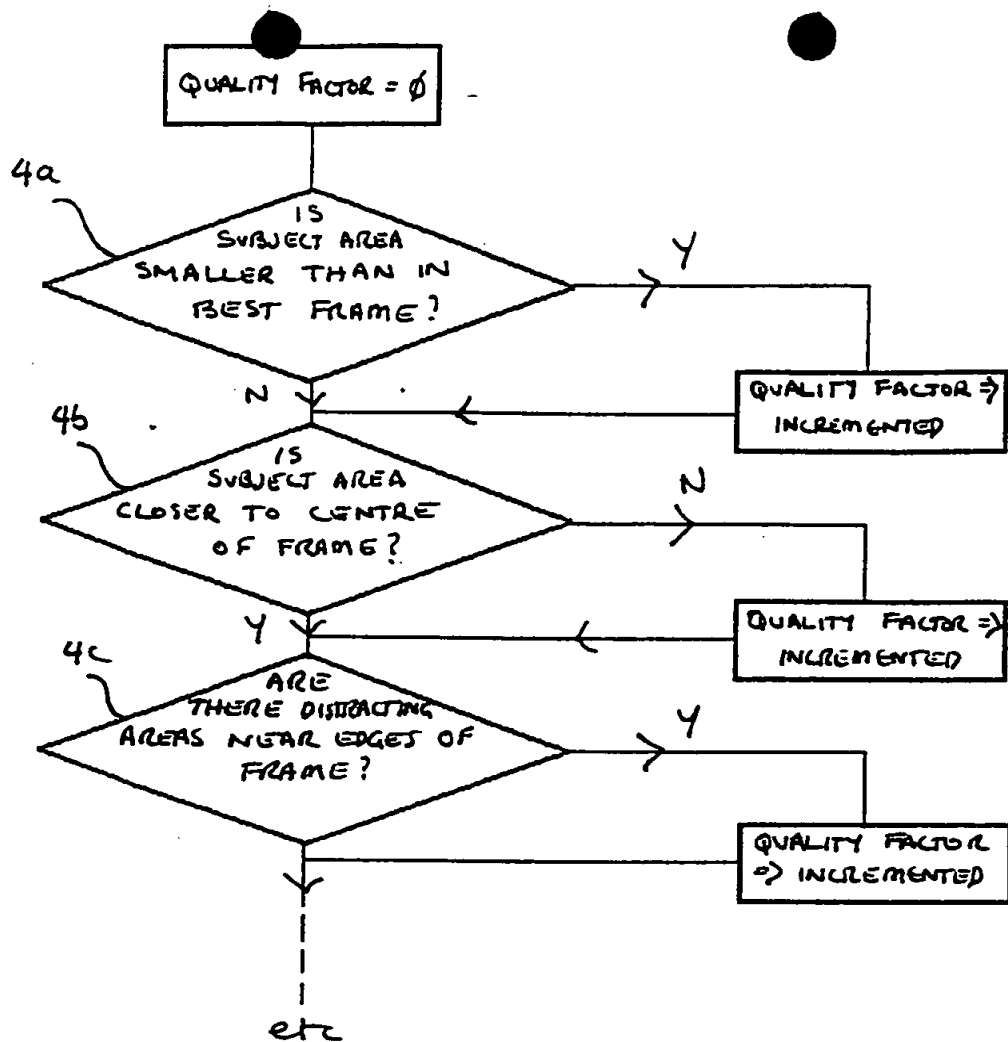 QUALITY FACTOR = ∅
4a
IS
SUBJECT AREA
SMALLER THAN IN
BEST FRAME?
Y
QUALITY FACTOR ⇒
INCREMENTED
N
4b
IS
SUBJECT AREA
CLOSER TO CENTRE
OF FRAME?
N
QUALITY FACTOR ⇒
INCREMENTED
Y
4c
ARE
THERE DISTRACTING
AREAS NEAR EDGES OF
FRAME?
Y
QUALITY FACTOR
⇒ INCREMENTED
etc